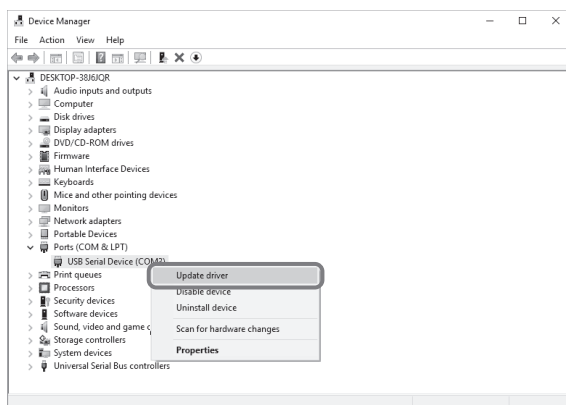 Device Manager
File Action View Help
DESKTOP-38J6JQR
Audio inputs and outputs
Computer
Disk drives
Display adapters
DVD/CD-ROM drives
Firmware
Human Interface Devices
Keyboards
Mice and other pointing devices
Monitors
Network adapters
Portable Devices
Ports (COM & LPT)
USB Serial Device (COM3)
Print queues
Processors
Security devices
Software devices
Sound, video and game c
Storage controllers
System devices
Universal Serial Bus controllers
Update driver
Disable device
Uninstall device
Scan for hardware changes
Properties